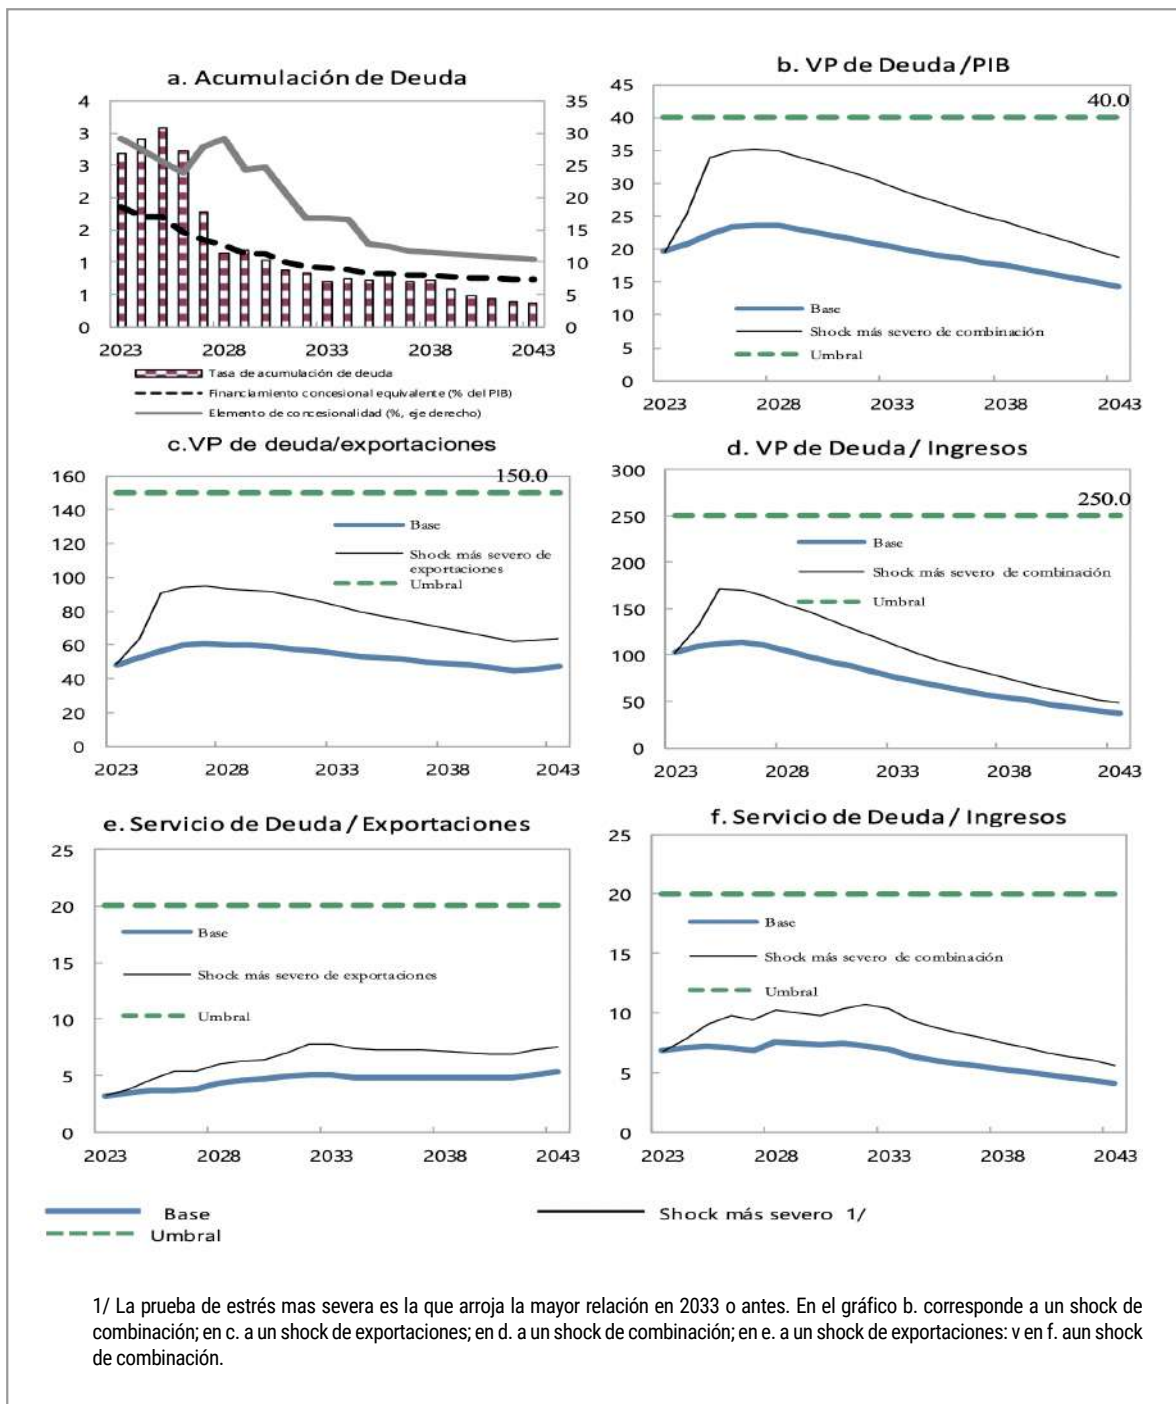 a. Acumulación de Deuda
4 35
3 30
3 25
2 20
2 15
1 10
1 5
0 0
2023 2028 2033 2038 2043
Tasa de acumulación de deuda
Financiamiento concesional equivalente (% del PIB)
Elemento de concesionalidad (%, eje derecho)
b. VP de Deuda /PIB
45
40.0
40
35
30
25
20
15
10
5
0
Base
Shock más severo de combinación
Umbral
2023 2028 2033 2038 2043
c.VP de deuda/exportaciones
160
150.0
140
120
100
80
60
40
20
0
Base
Shock más severo de
exportaciones
Umbral
2023 2028 2033 2038 2043
d. VP de Deuda/ Ingresos
300
250.0
250
200
150
100
50
0
Base
Shock más severo de combinación
Umbral
2023 2028 2033 2038 2043
e. Servicio de Deuda / Exportaciones
25
20
15
10
5
0
Base
Shock más severo de exportaciones
Umbral
2023 2028 2033 2038 2043
f. Servicio de Deuda / Ingresos
25
20
15
10
5
0
Base
Shock más severo de combinación
Umbral
2023 2028 2033 2038 2043
Base
Shock más severo 1/
Umbral
1/ La prueba de estrés mas severa es la que arroja la mayor relación en 2033 o antes. En el gráfico b. corresponde a un shock de
combinación; en c. a un shock de exportaciones; en d. a un shock de combinación; en e. a un shock de exportaciones: v en f. aun shock
de combinación.